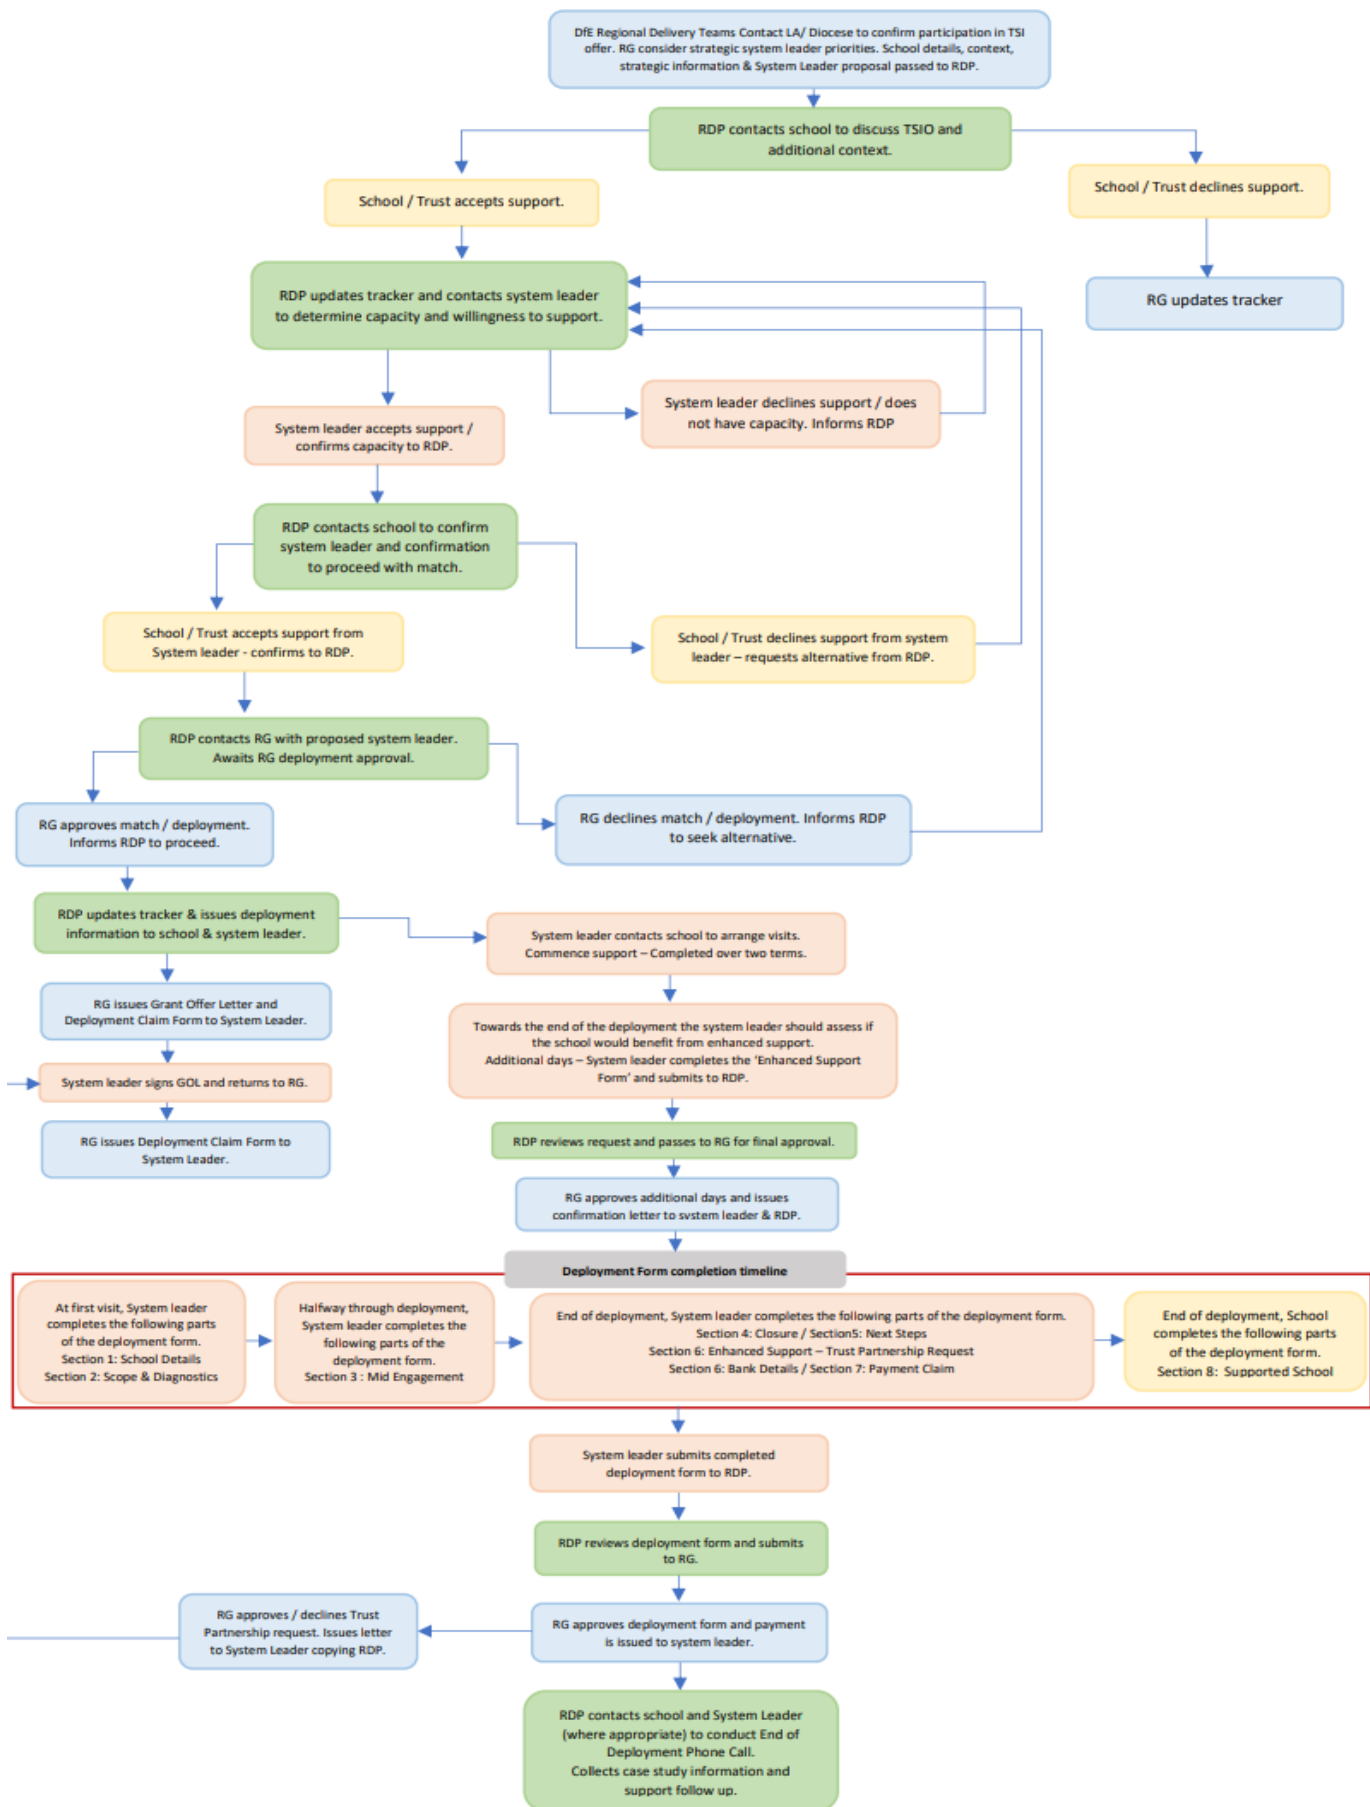 DfE Regional Delivery Teams Contact LA/ Diocese to confirm participation in TSI
offer. RG consider strategic system leader priorities. School details, context,
strategic information & System Leader proposal passed to RDP.
RDP contacts school to discuss TSIO and
additional context.
School / Trust accepts support.
School / Trust declines support.
RDP updates tracker and contacts system leader
to determine capacity and willingness to support.
RG updates tracker
System leader declines support / does
not have capacity. Informs RDP
System leader accepts support /
confirms capacity to RDP.
RDP contacts school to confirm
system leader and confirmation
to proceed with match.
School / Trust accepts support from
System leader - confirms to RDP.
School / Trust declines support from system
leader – requests alternative from RDP.
RDP contacts RG with proposed system leader.
Awaits RG deployment approval.
RG approves match / deployment.
Informs RDP to proceed.
RG declines match / deployment. Informs RDP
to seek alternative.
RDP updates tracker & issues deployment
information to school & system leader.
System leader contacts school to arrange visits.
Commence support – Completed over two terms.
RG issues Grant Offer Letter and
Deployment Claim Form to System Leader.
Towards the end of the deployment the system leader should assess if
the school would benefit from enhanced support.
Additional days – System leader completes the ‘Enhanced Support
Form’ and submits to RDP.
System leader signs GOL and returns to RG.
RG issues Deployment Claim Form to
System Leader.
RDP reviews request and passes to RG for final approval.
RG approves additional days and issues
confirmation letter to system leader & RDP.
Deployment Form completion timeline
At first visit, System leader
completes the following parts
of the deployment form.
Section 1: School Details
Section 2: Scope & Diagnostics
Halfway through deployment,
System leader completes the
following parts of the
deployment form.
Section 3 : Mid Engagement
End of deployment, System leader completes the following parts of the deployment form.
Section 4: Closure / Section5: Next Steps
Section 6: Enhanced Support – Trust Partnership Request
Section 6: Bank Details / Section 7: Payment Claim
End of deployment, School
completes the following parts
of the deployment form.
Section 8: Supported School
System leader submits completed
deployment form to RDP.
RDP reviews deployment form and submits
to RG.
RG approves / declines Trust
Partnership request. Issues letter
to System Leader copying RDP.
RG approves deployment form and payment
is issued to system leader.
RDP contacts school and System Leader
(where appropriate) to conduct End of
Deployment Phone Call.
Collects case study information and
support follow up.